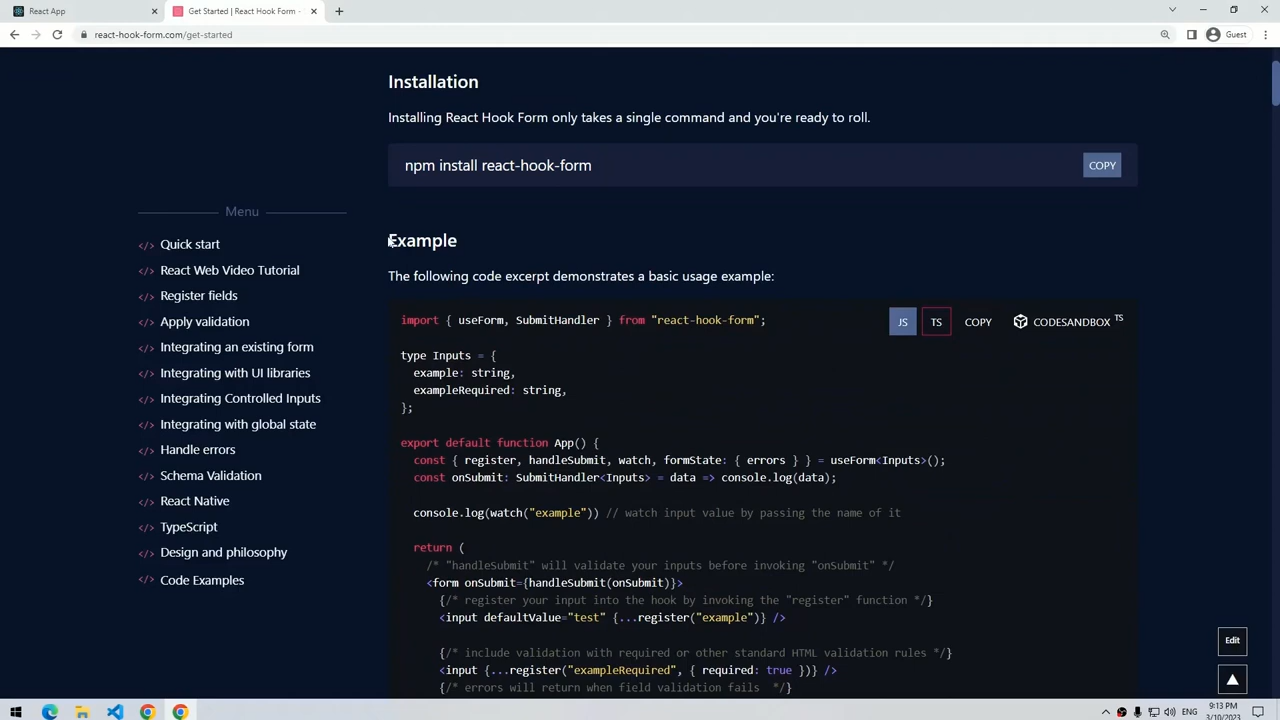 React App
Get Started | React Hook Form -
react-hook-form.com/get-started
Guest
Installation
Installing React Hook Form only takes a single command and you're ready to roll.
npm install react-hook-form
COPY
Menu
</> Quick start
</> React Web Video Tutorial
</> Register fields
</> Apply validation
</> Integrating an existing form
</> Integrating with UI libraries
</> Integrating Controlled Inputs
</> Integrating with global state
</> Handle errors
</> Schema Validation
</> React Native
</> TypeScript
</> Design and philosophy
</> Code Examples
Example
The following code excerpt demonstrates a basic usage example:
JS TS COPY CODESANDBOX TS
import { useForm, SubmitHandler } from "react-hook-form";
type Inputs = {
example: string,
exampleRequired: string,
};
export default function App() {
const { register, handleSubmit, watch, formState: { errors } } = useForm<Inputs>();
const onSubmit: SubmitHandler<Inputs> = data => console.log(data);
console.log(watch("example")) // watch input value by passing the name of it
return (
/* "handleSubmit" will validate your inputs before invoking "onSubmit" */
<form onSubmit={handleSubmit(onSubmit)}>
{/* register your input into the hook by invoking the "register" function */}
<input defaultValue="test" {...register("example")} />
{/* include validation with required or other standard HTML validation rules */}
<input {...register("exampleRequired", { required: true })} />
{/* errors will return when field validation fails  */}
Edit
ENG
9:13 PM
3/10/2023